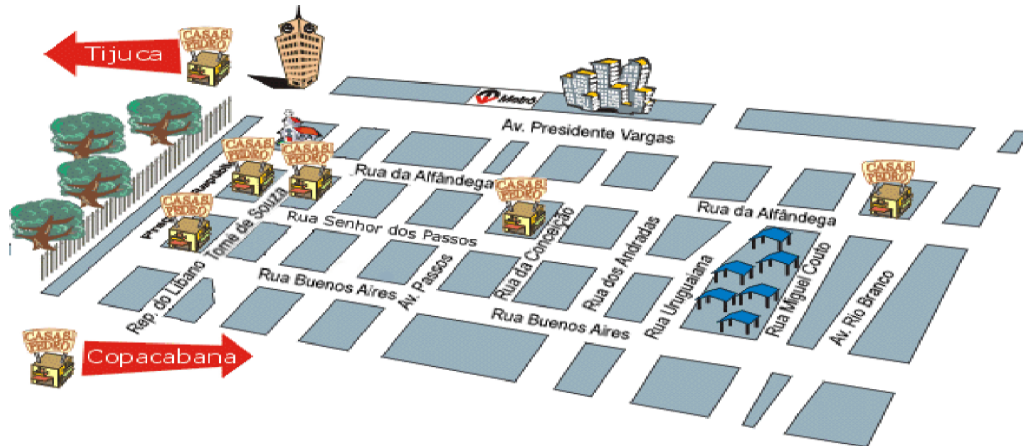 CASAS PEDRO
Tijuca
Metrô
Av. Presidente Vargas
CASAS PEDRO
CASAS PEDRO
Rua da Alfândega
CASAS PEDRO
CASAS PEDRO
Rua da Alfândega
CASAS PEDRO
Tome de Souza
Rua Senhor dos Passos
Rua da Conceição
Rua dos Andradas
Rep. do Líbano
Rua Buenos Aires
Av. Passos
Rua Uruguaiana
Rua Miguel Couto
Av. Rio Branco
Rua Buenos Aires
CASAS PEDRO
Copacabana